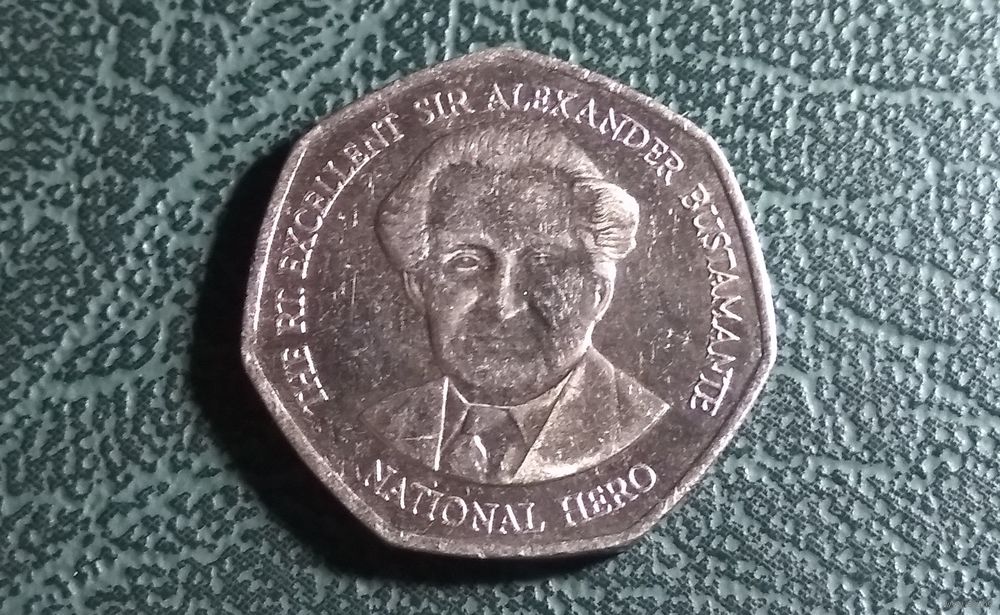 THE RT. EXCELLENT SIR ALEXANDER BUSTAMANTE
NATIONAL HERO